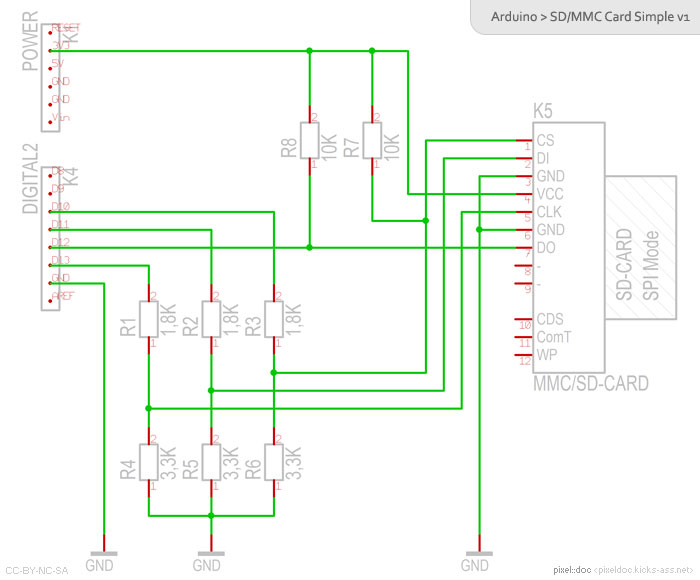 Arduino > SD/MMC Card Simple v1
POWER
K1
RESET
3V3
5V
GND
GND
VIN
DIGITAL2
K4
D8
D9
D10
D11
D12
D13
GND
AREF
R8
2
10K
1
R7
2
10K
1
K5
CS
1
DI
2
GND
3
VCC
4
CLK
5
GND
6
DO
7
-
8
-
9
CDS
10
ComT
11
WP
12
SD-CARD
SPI Mode
MMC/SD-CARD
R1
2
1,8K
1
R2
2
1,8K
1
R3
2
1,8K
1
R4
2
3,3K
1
R5
2
3,3K
1
R6
2
3,3K
1
GND
GND
GND
CC-BY-NC-SA
pixel::doc <pixeldoc.kicks-ass.net>